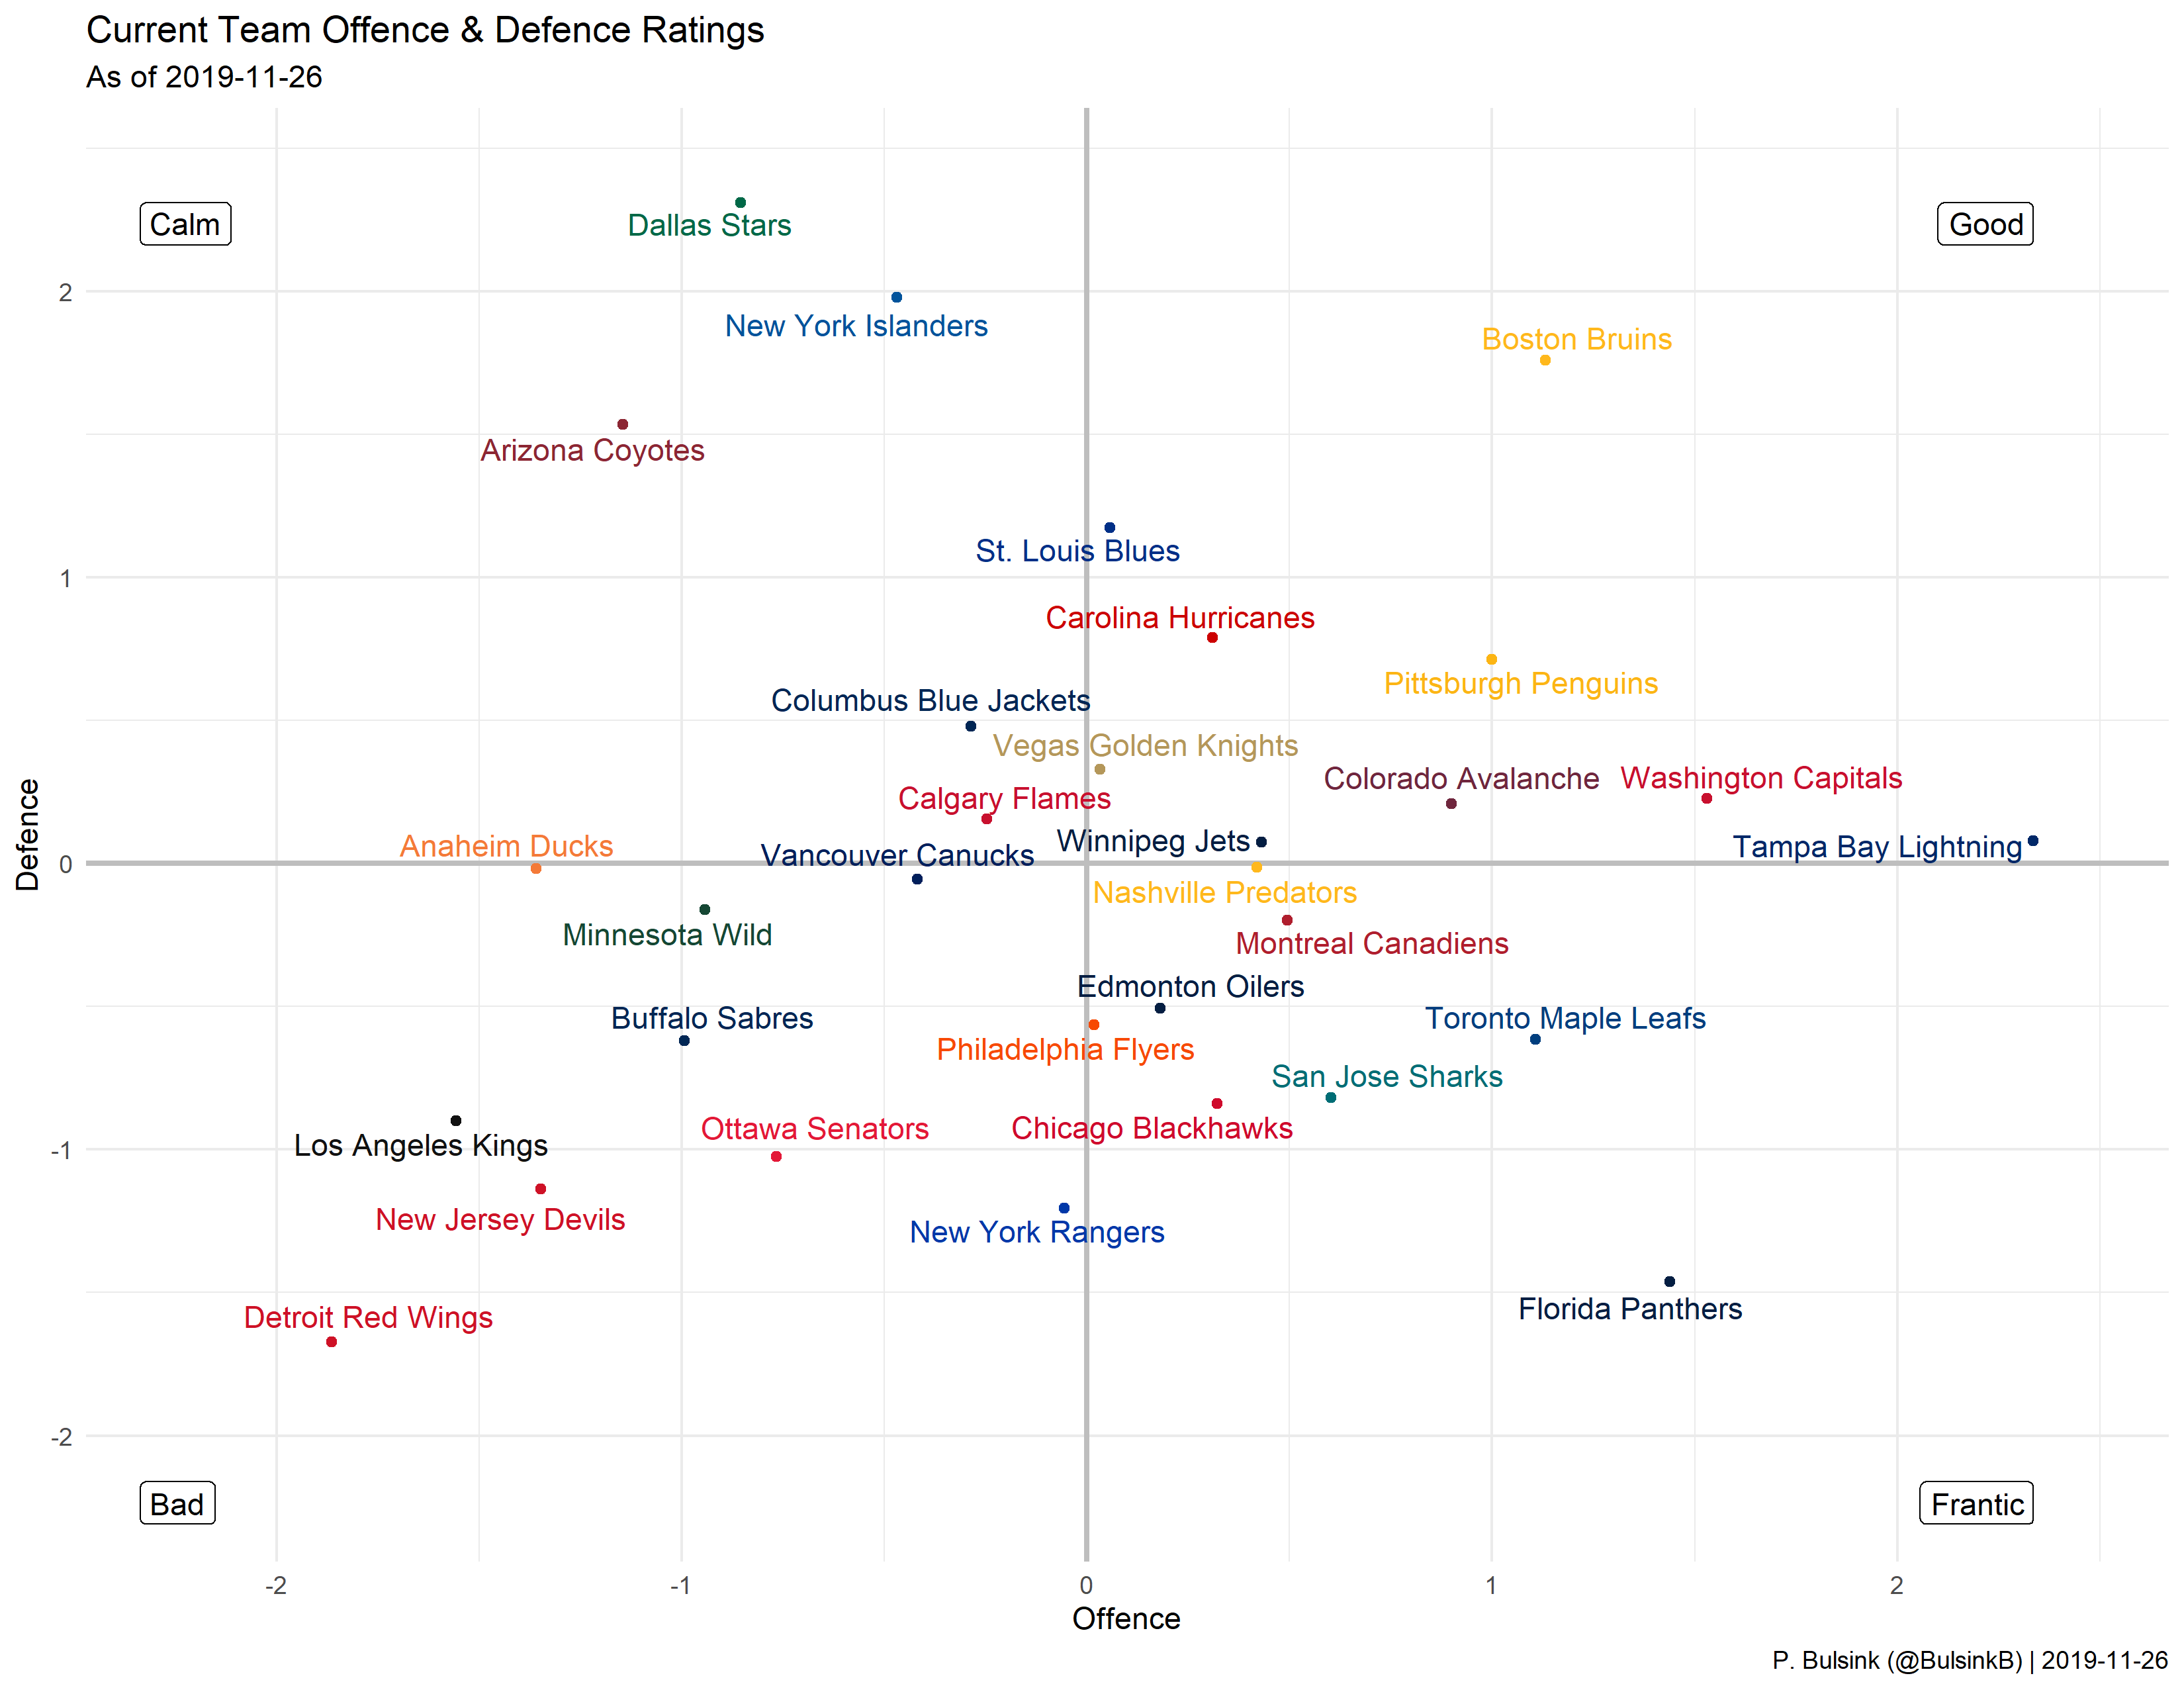 Current Team Offence & Defence Ratings
As of 2019-11-26
Calm
Good
Dallas Stars
2
New York Islanders
Boston Bruins
Arizona Coyotes
St. Louis Blues
1
Carolina Hurricanes
Pittsburgh Penguins
Columbus Blue Jackets
Vegas Golden Knights
Colorado Avalanche
Washington Capitals
Calgary Flames
Anaheim Ducks
Vancouver Canucks
Winnipeg Jets
Tampa Bay Lightning
Defence
0
Nashville Predators
Minnesota Wild
Montreal Canadiens
Edmonton Oilers
Buffalo Sabres
Toronto Maple Leafs
Philadelphia Flyers
San Jose Sharks
Ottawa Senators
Chicago Blackhawks
-1
Los Angeles Kings
New Jersey Devils
New York Rangers
Florida Panthers
Detroit Red Wings
-2
Bad
Frantic
-2
-1
0
1
2
Offence
P. Bulsink (@BulsinkB) | 2019-11-26